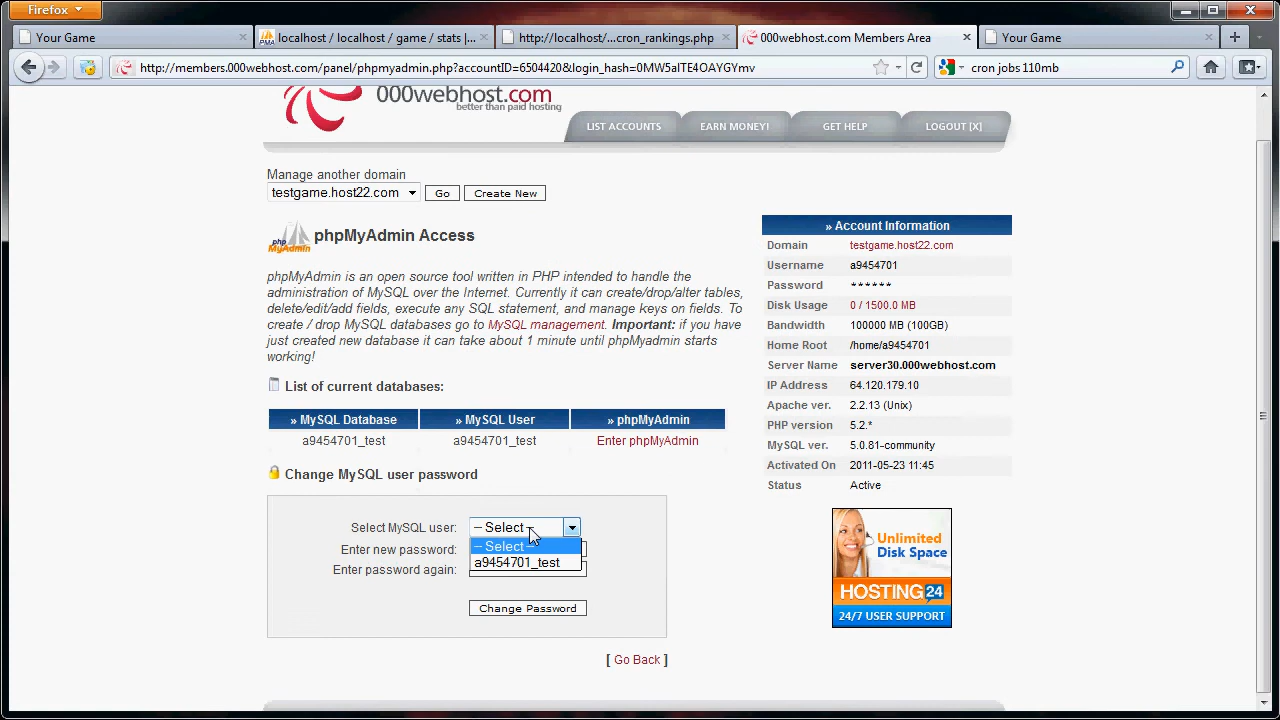 Firefox
Your Game
localhost / localhost / game / stats |...
http://localhost/...cron_rankings.php
000webhost.com Members Area
Your Game
http://members.000webhost.com/panel/phpmyadmin.php?accountID=6504420&login_hash=0MW5alTE4OAYGYmv
cron jobs 110mb
000webhost.com
better than paid hosting
LIST ACCOUNTS
EARN MONEY!
GET HELP
LOGOUT [X]
Manage another domain
testgame.host22.com
Go
Create New
phpMyAdmin Access
phpMyAdmin is an open source tool written in PHP intended to handle the
administration of MySQL over the Internet. Currently it can create/drop/alter tables,
delete/edit/add fields, execute any SQL statement, and manage keys on fields. To
create / drop MySQL databases go to MySQL management. Important: if you have
just created new database it can take about 1 minute until phpMyadmin starts
working!
List of current databases:
» MySQL Database
» MySQL User
» phpMyAdmin
a9454701_test
a9454701_test
Enter phpMyAdmin
Change MySQL user password
Select MySQL user:
-- Select --
-- Select --
a9454701_test
Enter new password:
Enter password again:
Change Password
[ Go Back ]
» Account Information
Domain testgame.host22.com
Username a9454701
Password ******
Disk Usage 0 / 1500.0 MB
Bandwidth 100000 MB (100GB)
Home Root /home/a9454701
Server Name server30.000webhost.com
IP Address 64.120.179.10
Apache ver. 2.2.13 (Unix)
PHP version 5.2.*
MySQL ver. 5.0.81-community
Activated On 2011-05-23 11:45
Status Active
Unlimited
Disk Space
HOSTING 24
24/7 USER SUPPORT